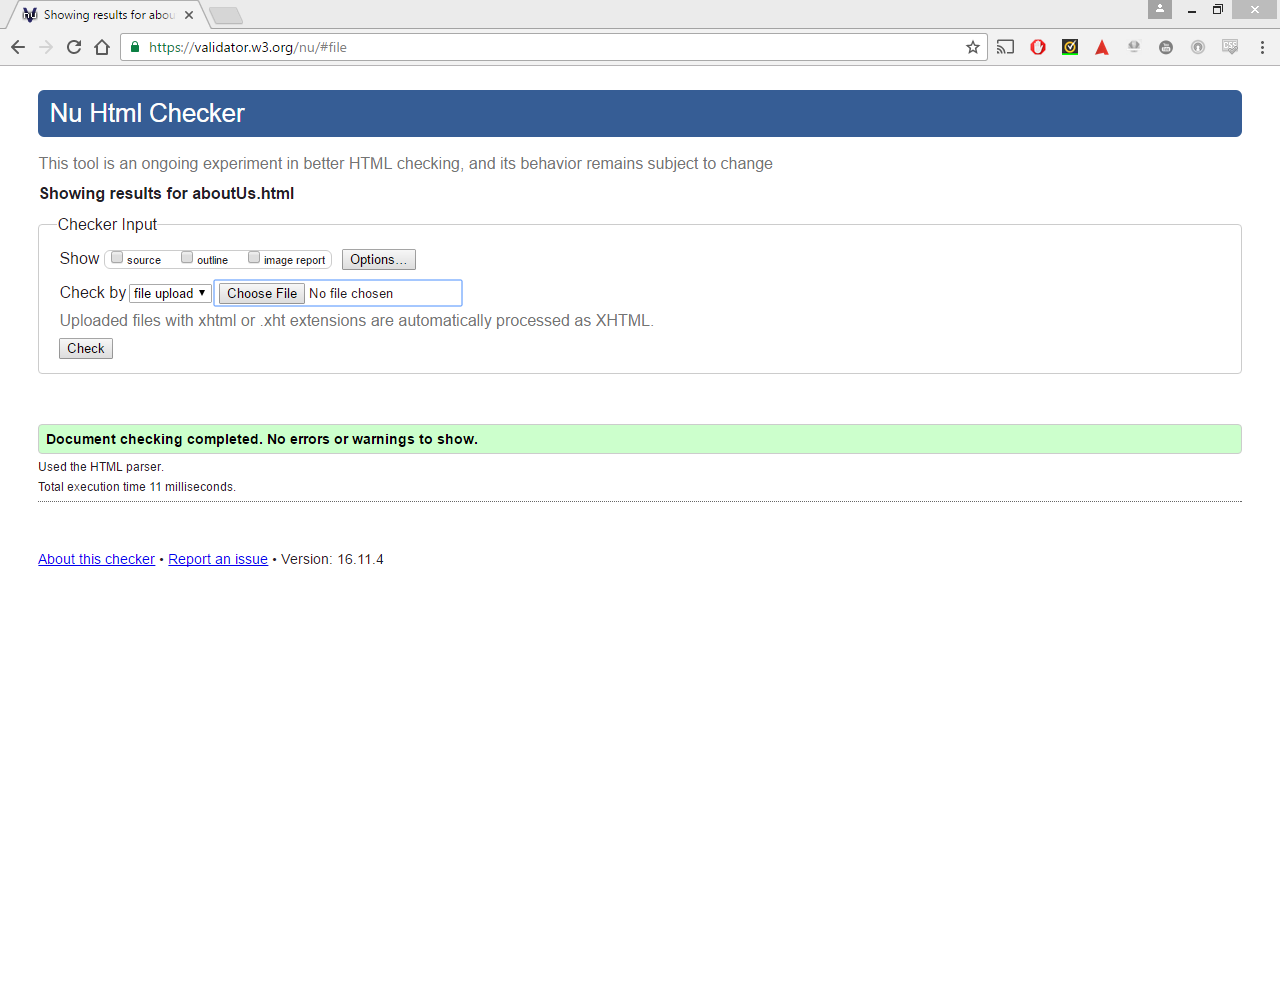 Showing results for abou
https://validator.w3.org/nu/#file
Nu Html Checker
This tool is an ongoing experiment in better HTML checking, and its behavior remains subject to change
Showing results for aboutUs.html
Checker Input
Show source outline image report Options...
Check by file upload Choose File No file chosen
Uploaded files with xhtml or .xht extensions are automatically processed as XHTML.
Check
Document checking completed. No errors or warnings to show.
Used the HTML parser.
Total execution time 11 milliseconds.
About this checker • Report an issue • Version: 16.11.4